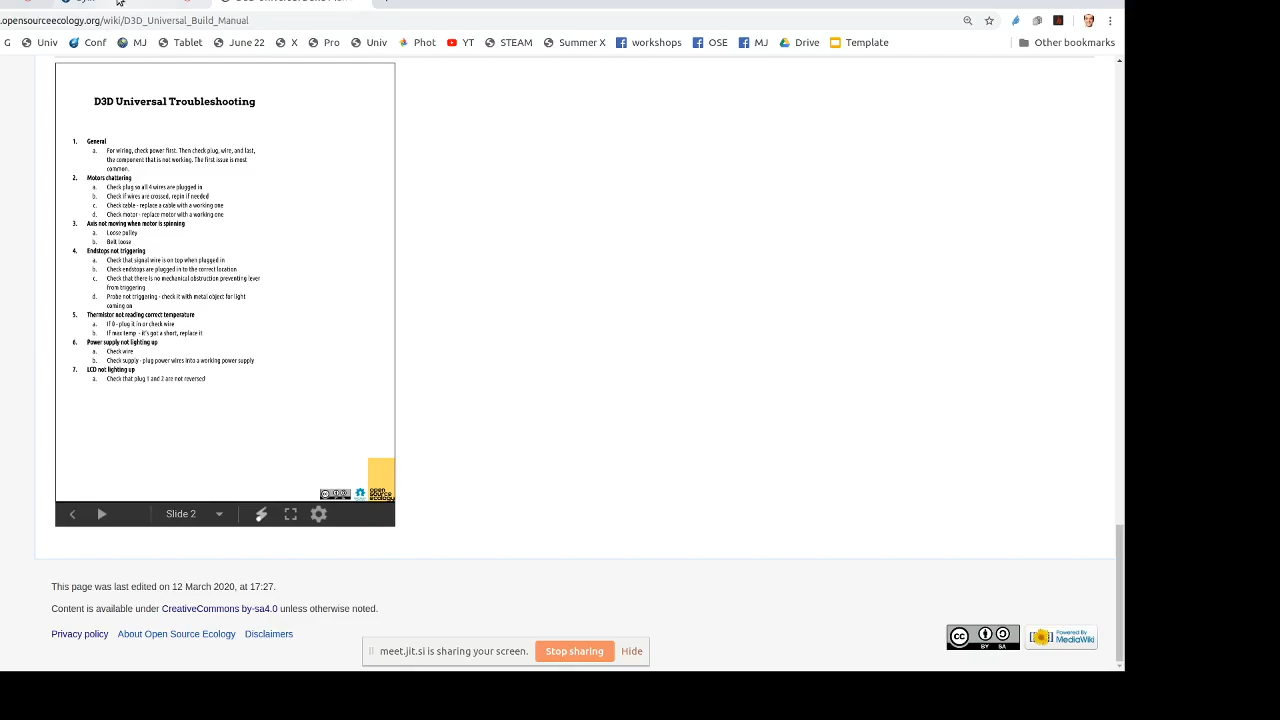 .opensourceecology.org/wiki/D3D_Universal_Build_Manual
G Univ Conf MJ Tablet June 22 X Pro Univ Phot YT STEAM Summer X workshops OSE MJ Drive Template Other bookmarks
D3D Universal Troubleshooting
1. General
a. For wiring, check power first. Then check plug, wire, and last,
the component that is not working. The first issue is most
common.
2. Motors chattering
a. Check plug so all 4 wires are plugged in
b. Check if wires are crossed, repin if needed
c. Check cable - replace a cable with a working one
d. Check motor - replace motor with a working one
3. Axis not moving when motor is spinning
a. Loose pulley
b. Belt loose
4. Endstops not triggering
a. Check that signal wire is on top when plugged in
b. Check endstops are plugged in to the correct location
c. Check that there is no mechanical obstruction preventing lever
from triggering
d. Probe not triggering - check it with metal object for light
coming on
5. Thermistor not reading correct temperature
a. If 0 - plug it in or check wire
b. If max temp - it's got a short, replace it
6. Power supply not lighting up
a. Check wire
b. Check supply - plug power wires into a working power supply
7. LCD not lighting up
a. Check that plug 1 and 2 are not reversed
open
source
ecology
Slide 2
This page was last edited on 12 March 2020, at 17:27.
Content is available under CreativeCommons by-sa4.0 unless otherwise noted.
Privacy policy About Open Source Ecology Disclaimers
meet.jit.si is sharing your screen. Stop sharing Hide
cc BY SA
Powered By
MediaWiki